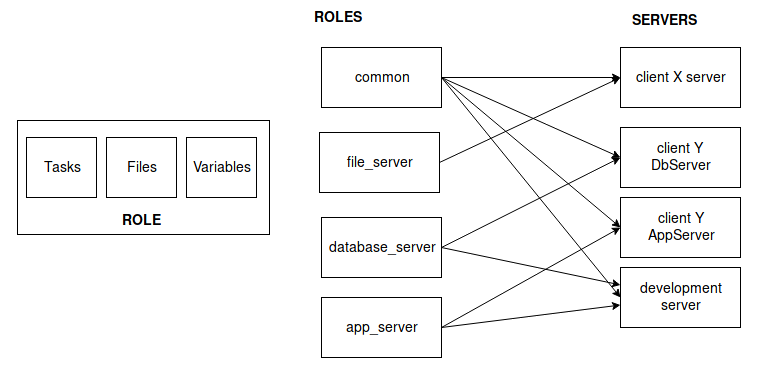 ROLES
SERVERS
common
client X server
Tasks
Files
Variables
ROLE
file_server
client Y
DbServer
database_server
client Y
AppServer
app_server
development
server